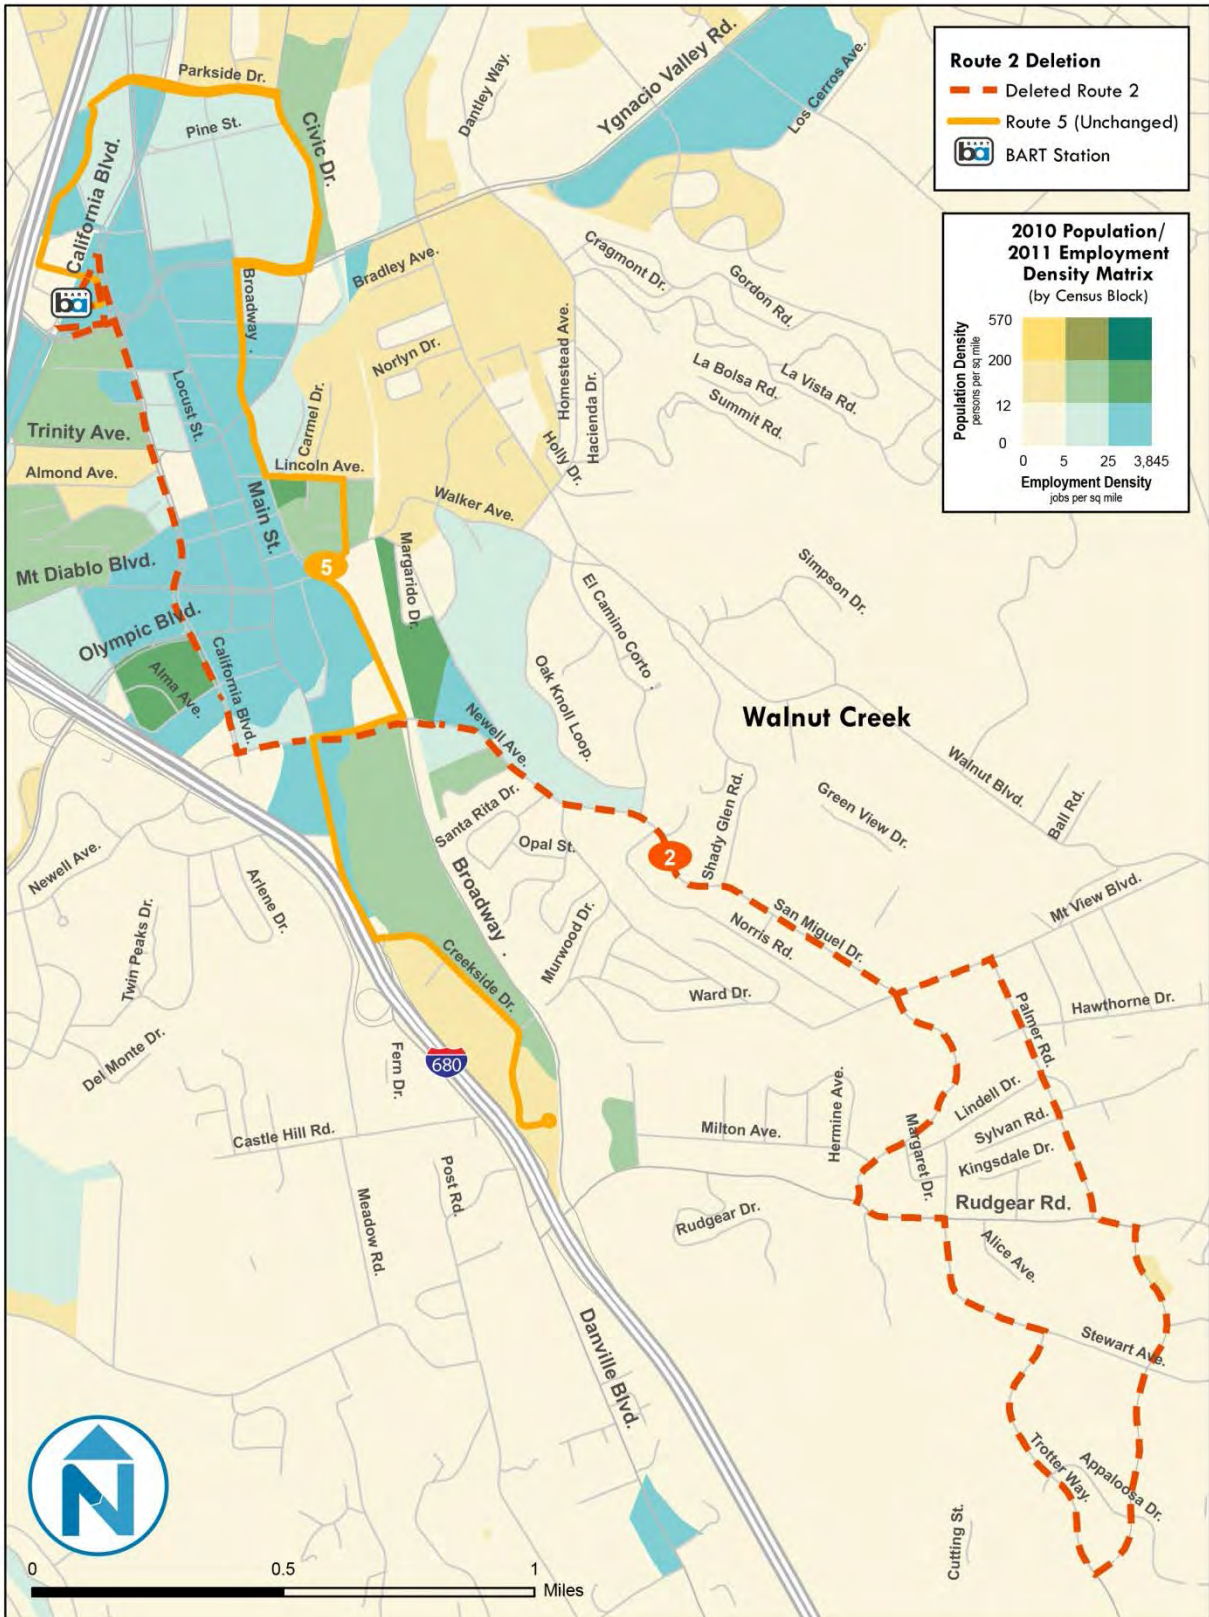 Route 2 Deletion
Deleted Route 2
Route 5 (Unchanged)
BART
ba
BART Station
2010 Population/
2011 Employment
Density Matrix
(by Census Block)
Population Density
persons per sq mile
570
200
12
0
0 5 25 3,845
Employment Density
jobs per sq mile
Parkside Dr.
Pine St.
Civic Dr.
California Blvd.
Dantley Way.
Ygnacio Valley Rd.
Los Cerros Ave.
BART
ba
Broadway .
Bradley Ave.
Cragmont Dr.
Gordon Rd.
Norlyn Dr.
Homestead Ave.
Hacienda Dr.
Holly Dr.
La Bolsa Rd.
La Vista Rd.
Summit Rd.
Locust St.
Carmel Dr.
Trinity Ave.
Almond Ave.
Lincoln Ave.
Main St.
Walker Ave.
Mt Diablo Blvd.
5
Margarido Dr.
El Camino Corto .
Simpson Dr.
Olympic Blvd.
Alma Ave.
California Blvd.
Oak Knoll Loop.
Newell Ave.
Walnut Creek
Walnut Blvd.
Ball Rd.
Green View Dr.
Shady Glen Rd.
Santa Rita Dr.
Opal St.
2
Newell Ave.
Arlene Dr.
Twin Peaks Dr.
Broadway .
Murwood Dr.
San Miguel Dr.
Norris Rd.
Mt View Blvd.
Creekside Dr.
Ward Dr.
Palmer Rd.
Hawthorne Dr.
Del Monte Dr.
Fern Dr.
680
Lindell Dr.
Hermine Ave.
Castle Hill Rd.
Milton Ave.
Sylvan Rd.
Margaret Dr.
Kingsdale Dr.
Post Rd.
Meadow Rd.
Rudgear Dr.
Rudgear Rd.
Alice Ave.
Stewart Ave.
Danville Blvd.
Trotter Way.
Appaloosa Dr.
Cutting St.
N
0 0.5 1
Miles